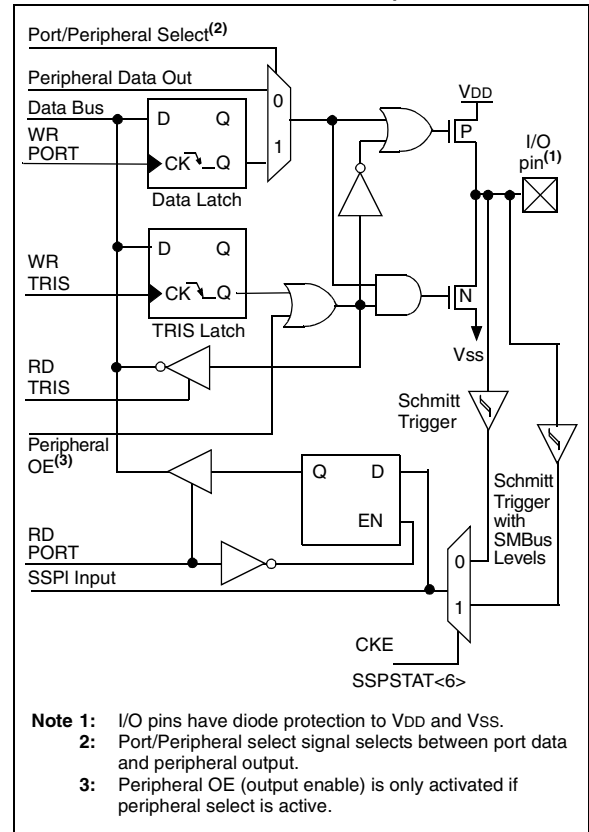 Port/Peripheral Select(2)
Peripheral Data Out
Data Bus
WR
PORT
D Q
CK Q
Data Latch
0
1
VDD
P
I/O
pin(1)
WR
TRIS
D Q
CK Q
TRIS Latch
N
Vss
RD
TRIS
Schmitt
Trigger
Peripheral
OE(3)
Q D
EN
Schmitt
Trigger
with
SMBus
Levels
RD
PORT
SSPl Input
0
1
CKE
SSPSTAT<6>
Note 1: I/O pins have diode protection to VDD and VSS.
2: Port/Peripheral select signal selects between port data
and peripheral output.
3: Peripheral OE (output enable) is only activated if
peripheral select is active.